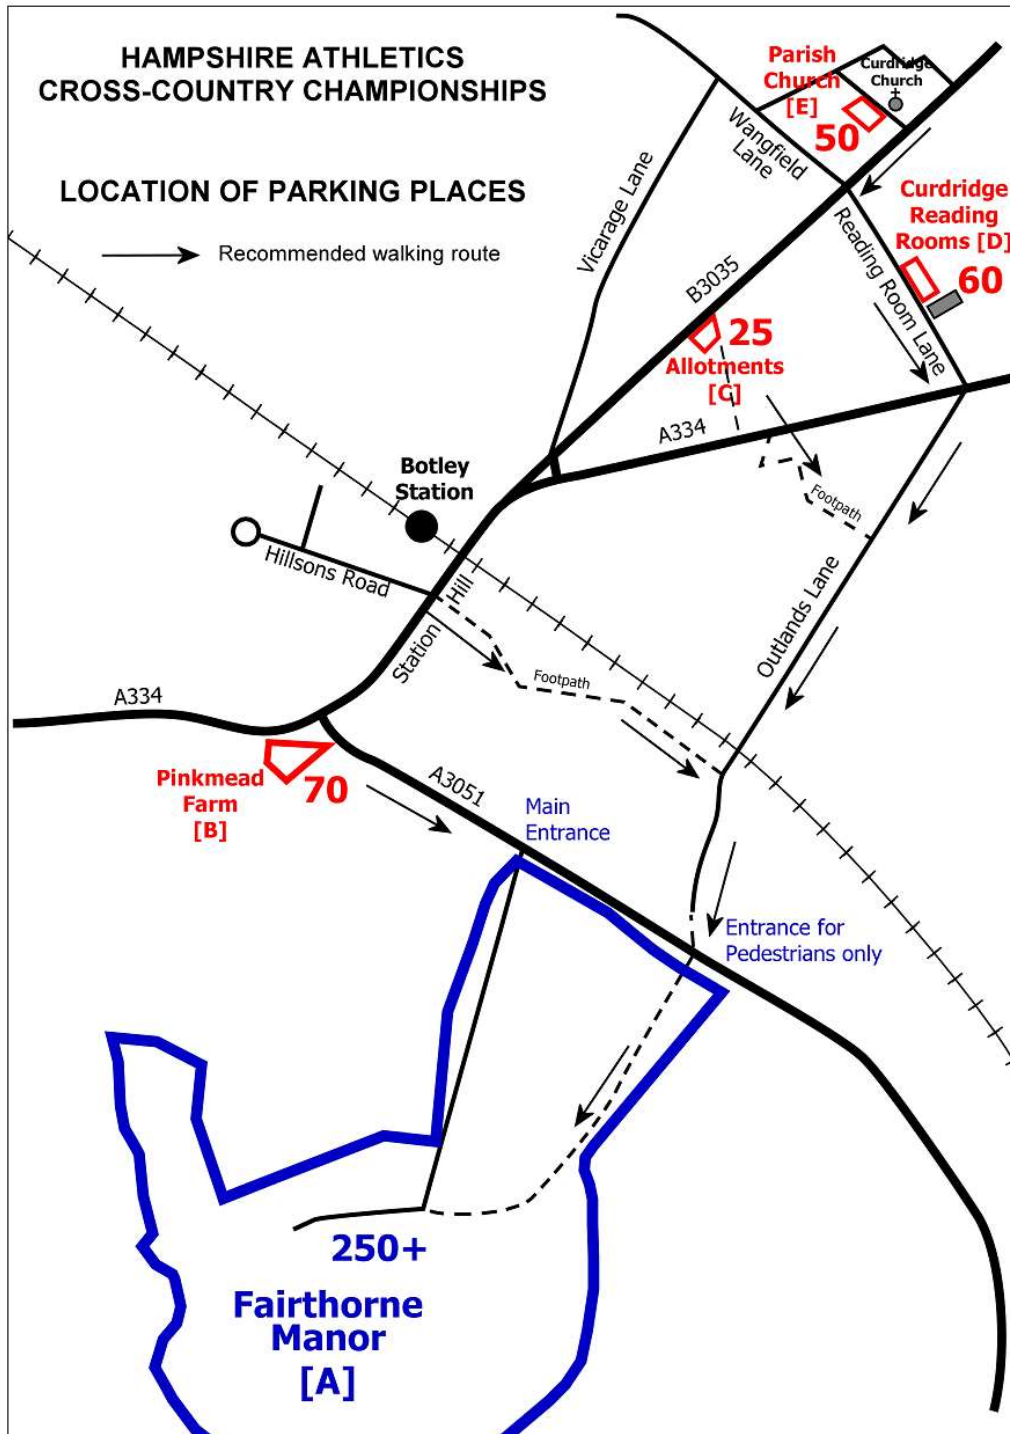 HAMPSHIRE ATHLETICS
CROSS-COUNTRY CHAMPIONSHIPS
LOCATION OF PARKING PLACES
Recommended walking route
Parish
Church
[E]
50
Curdridge
Church
Wangfield
Lane
Vicarage Lane
Curdridge
Reading
Rooms [D]
60
Reading Room Lane
B3035
25
Allotments
[C]
A334
Botley
Station
Footpath
Hillsons Road
Station Hill
Outlands Lane
Footpath
A334
Pinkmead
Farm
[B]
70
A3051
Main
Entrance
Entrance for
Pedestrians only
250+
Fairthorne
Manor
[A]